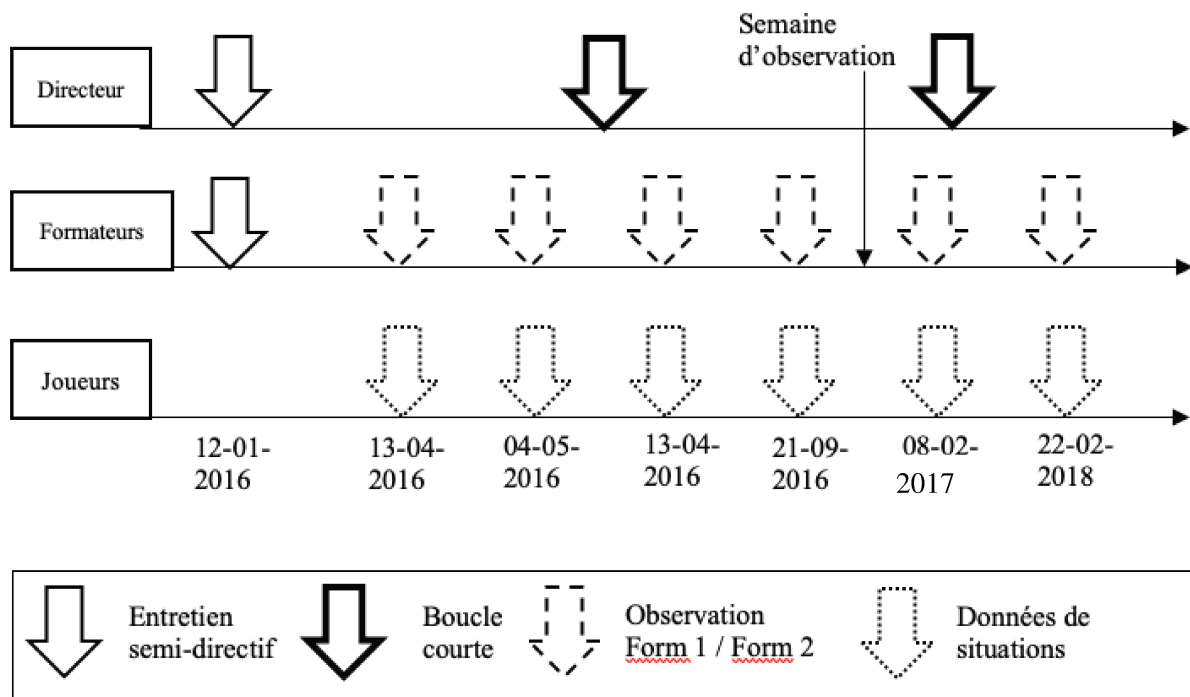 Semaine
d'observation
Directeur
Formateurs
Joueurs
12-01-
2016
13-04-
2016
04-05-
2016
13-04-
2016
21-09-
2016
08-02-
2017
22-02-
2018
Entretien
semi-directif
Boucle
courte
Observation
Form 1 / Form 2
Données de
situations